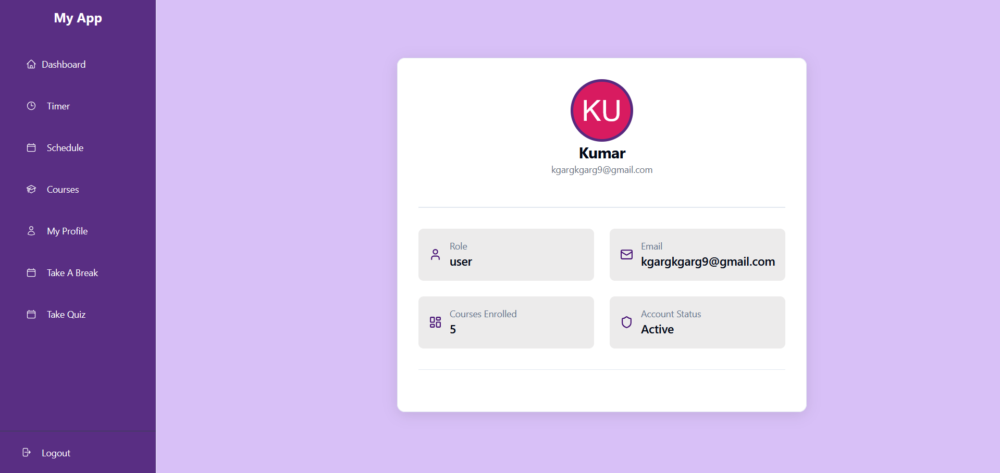 My App
Dashboard
Timer
Schedule
Courses
My Profile
Take A Break
Take Quiz
Logout
KU
Kumar
kgargkgarg9@gmail.com
Role
user
Email
kgargkgarg9@gmail.com
Courses Enrolled
5
Account Status
Active